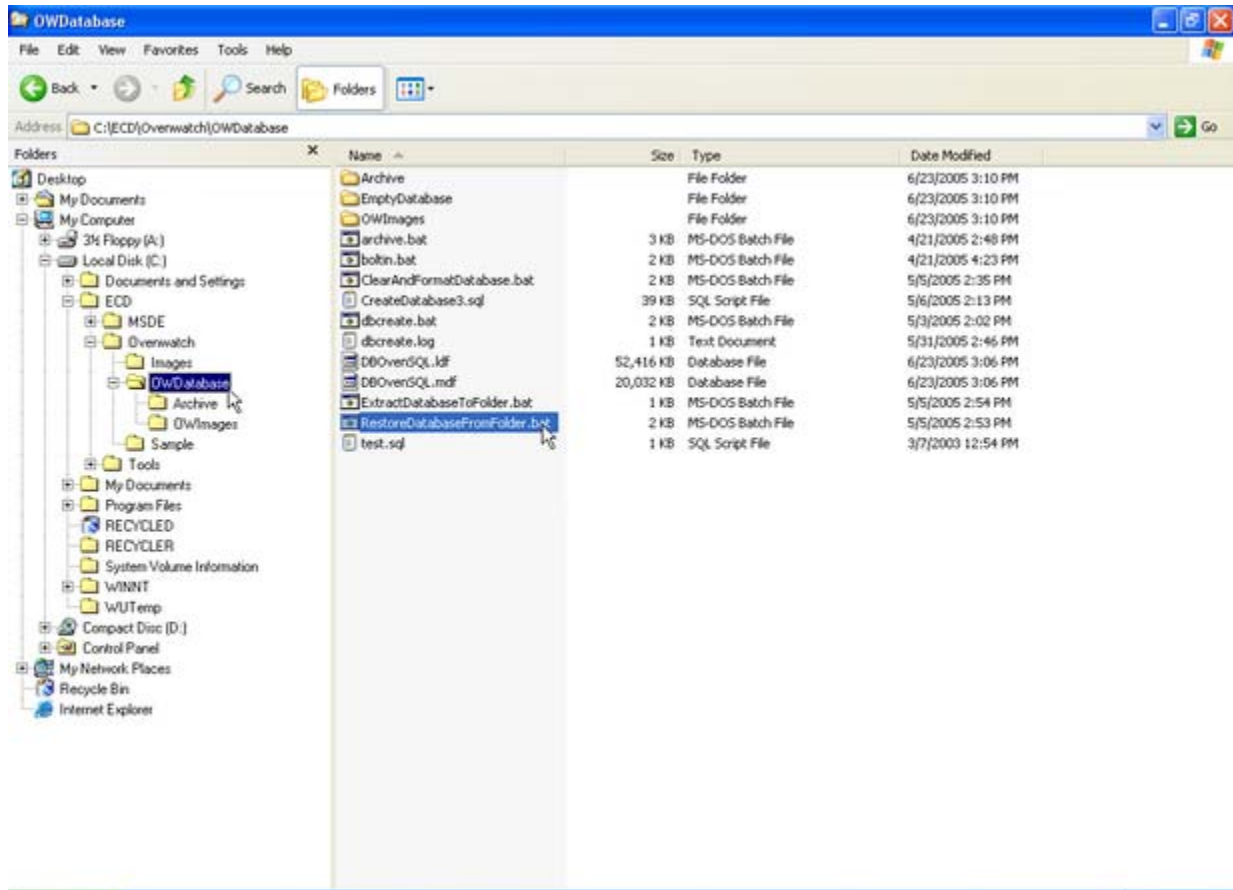 OWDatabase
File Edit View Favorites Tools Help
Back Search Folders
Address C:\ECD\Overwatch\OWDatabase Go
Folders
Desktop
My Documents
My Computer
3½ Floppy (A:)
Local Disk (C:)
Documents and Settings
ECD
MSDE
Overwatch
Images
OWDatabase
Archive
OWImages
Sample
Tools
My Documents
Program Files
RECYCLED
RECYCLER
System Volume Information
WINNT
WUTemp
Compact Disc (D:)
Control Panel
My Network Places
Recycle Bin
Internet Explorer
Name Size Type Date Modified
Archive File Folder 6/23/2005 3:10 PM
EmptyDatabase File Folder 6/23/2005 3:10 PM
OWImages File Folder 6/23/2005 3:10 PM
archive.bat 3 KB MS-DOS Batch File 4/21/2005 2:48 PM
boltin.bat 2 KB MS-DOS Batch File 4/21/2005 4:23 PM
ClearAndFormatDatabase.bat 2 KB MS-DOS Batch File 5/5/2005 2:35 PM
CreateDatabase3.sql 39 KB SQL Script File 5/6/2005 2:13 PM
dbcreate.bat 2 KB MS-DOS Batch File 5/3/2005 2:02 PM
dbcreate.log 1 KB Text Document 5/31/2005 2:46 PM
DBOverSQL.ldf 52,416 KB Database File 6/23/2005 3:06 PM
DBOverSQL.mdf 20,032 KB Database File 6/23/2005 3:06 PM
ExtractDatabaseToFolder.bat 1 KB MS-DOS Batch File 5/5/2005 2:54 PM
RestoreDatabaseFromFolder.bat 2 KB MS-DOS Batch File 5/5/2005 2:53 PM
test.sql 1 KB SQL Script File 3/7/2003 12:54 PM